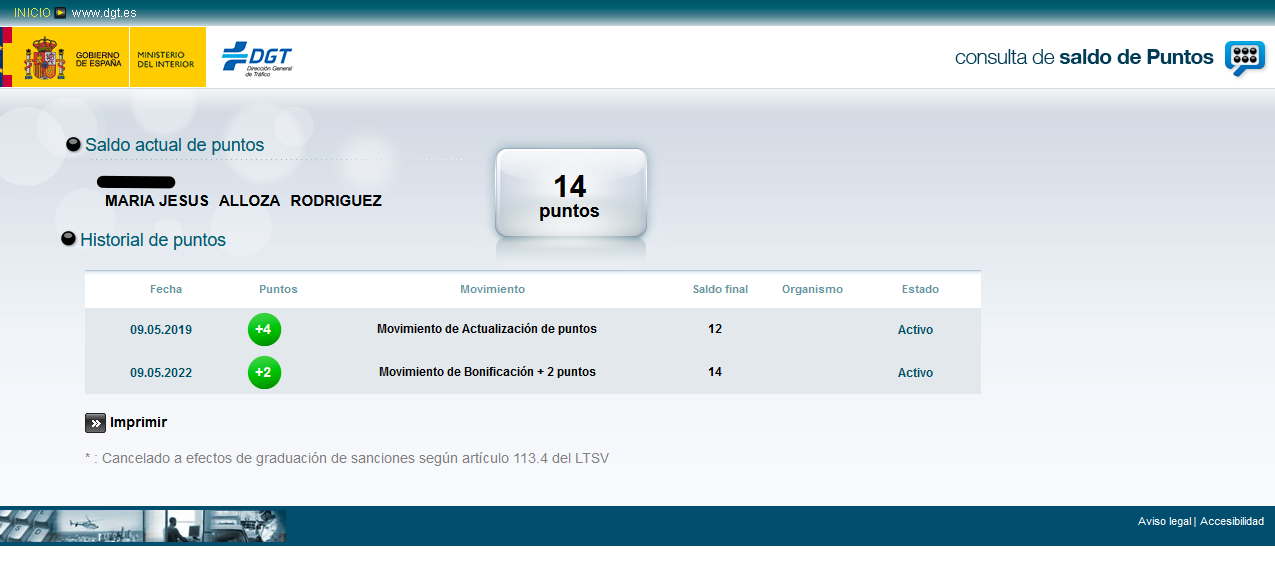 INICIO www.dgt.es
GOBIERNO DE ESPAÑA
MINISTERIO DEL INTERIOR
DGT
Dirección General de Tráfico
consulta de saldo de Puntos
Saldo actual de puntos
MARIA JESUS ALLOZA RODRIGUEZ
14
puntos
Historial de puntos
Fecha Puntos Movimiento Saldo final Organismo Estado
09.05.2019 +4 Movimiento de Actualización de puntos 12 Activo
09.05.2022 +2 Movimiento de Bonificación + 2 puntos 14 Activo
Imprimir
* : Cancelado a efectos de graduación de sanciones según artículo 113.4 del LTSV
Aviso legal | Accesibilidad